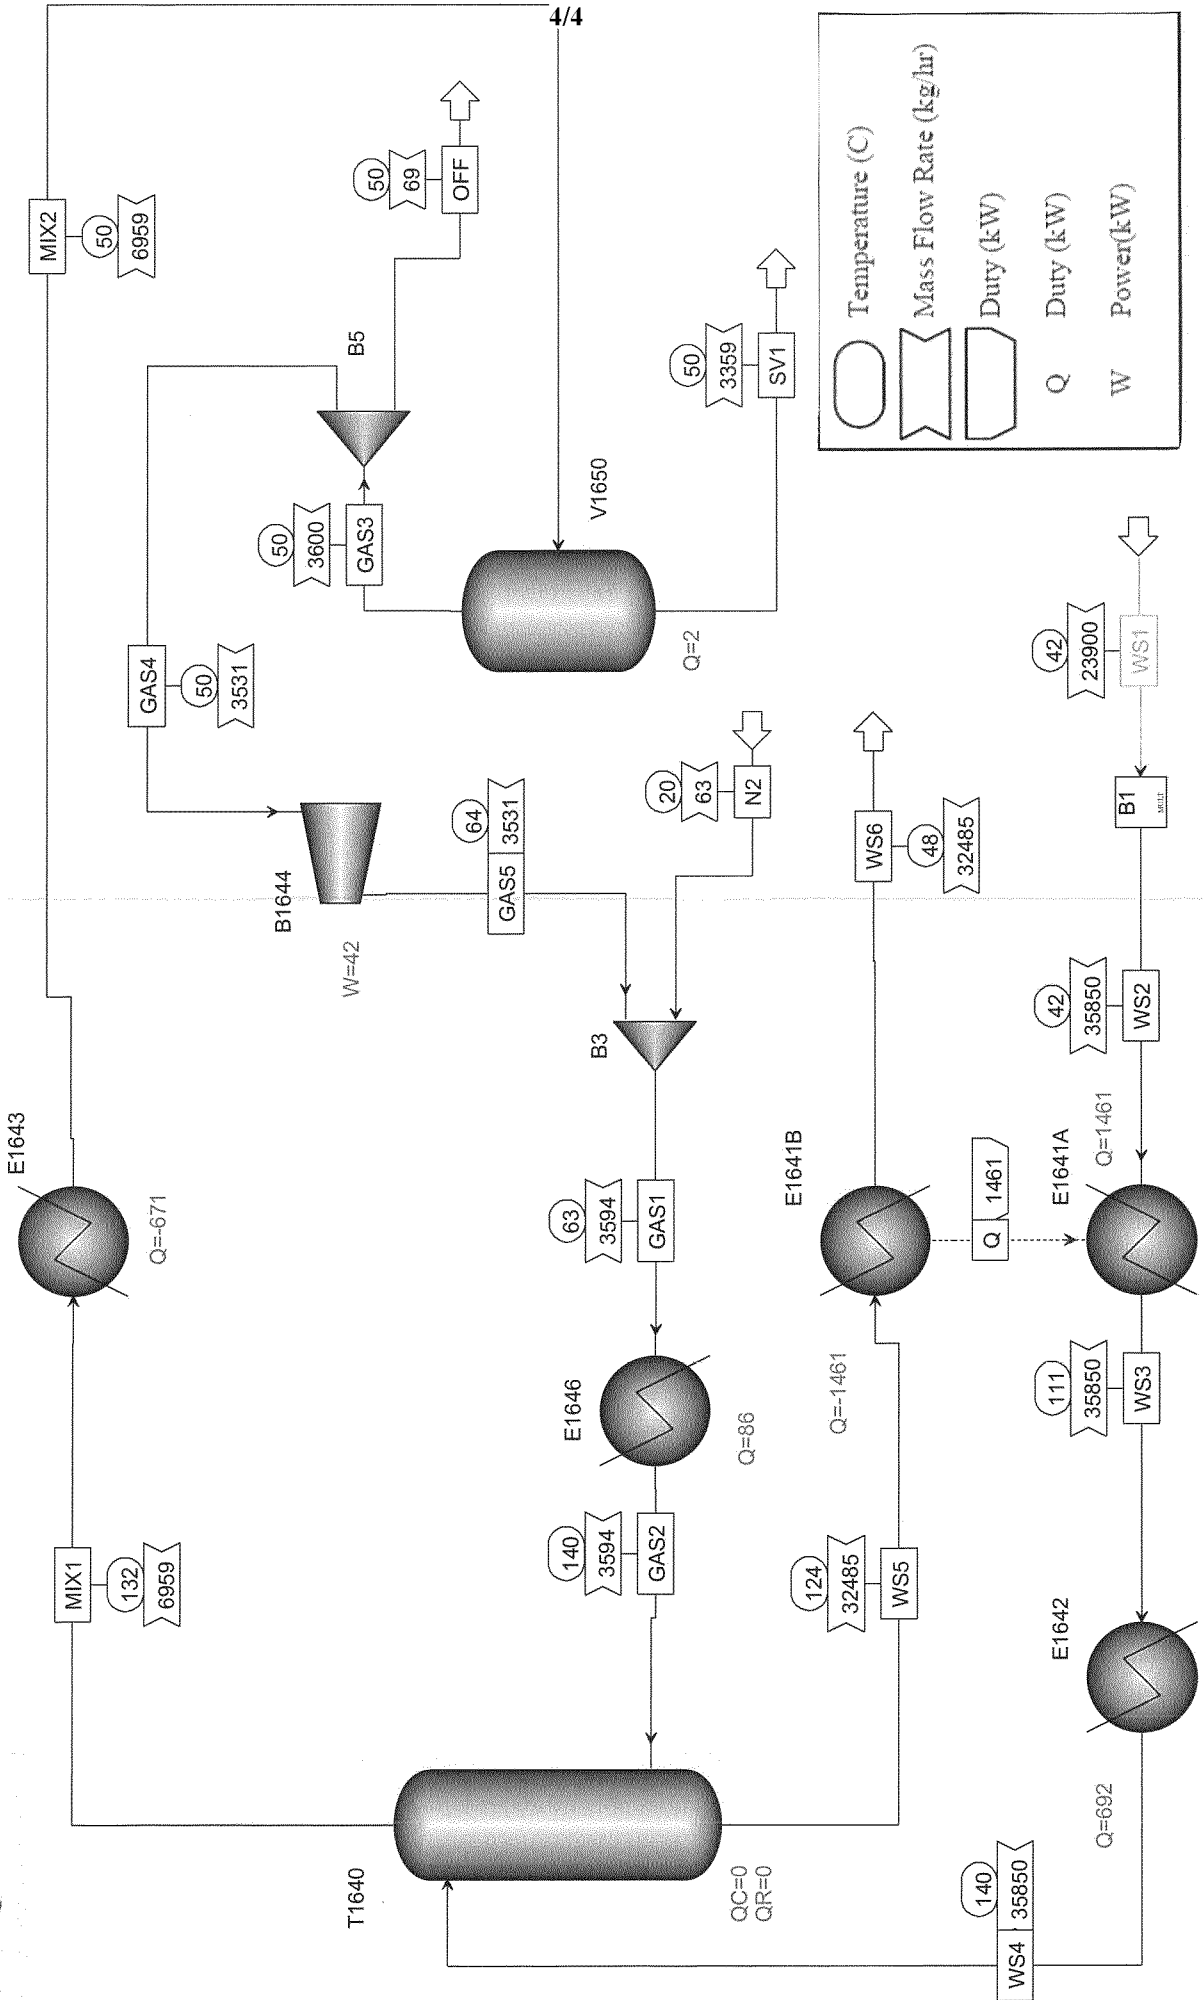 4/4
MIX2
50
6959
50
69
OFF
B5
GAS4
50
3531
50
3600
GAS3
50
3359
SV1
V1650
Q=2
B1644
W=42
64
3531
GAS5
20
63
N2
B3
E1643
Q=-671
63
3594
GAS1
E1646
Q=86
140
3594
GAS2
MIX1
132
6959
T1640
QC=0
QR=0
124
32485
WS5
Q=-1461
E1641B
WS6
48
32485
Q
1461
42
23900
WS1
B1
MULT
42
35850
WS2
Q=1461
E1641A
111
35850
WS3
E1642
Q=692
140
35850
WS4
Temperature (C)
Mass Flow Rate (kg/hr)
Duty (kW)
Q Duty (kW)
W Power(kW)